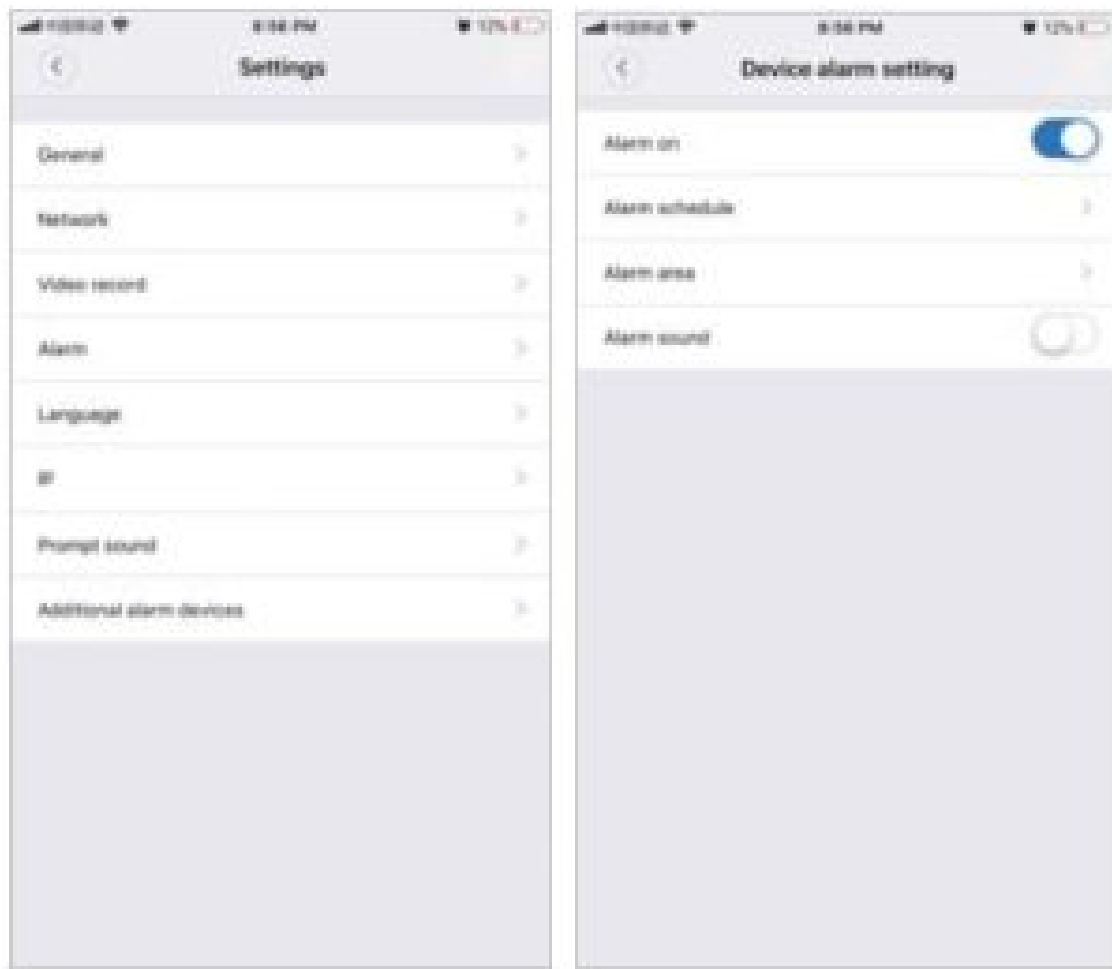 Settings
General
Network
Video record
Alarm
Language
IP
Prompt sound
Additional alarm devices
Device alarm setting
Alarm on
Alarm schedule
Alarm area
Alarm sound